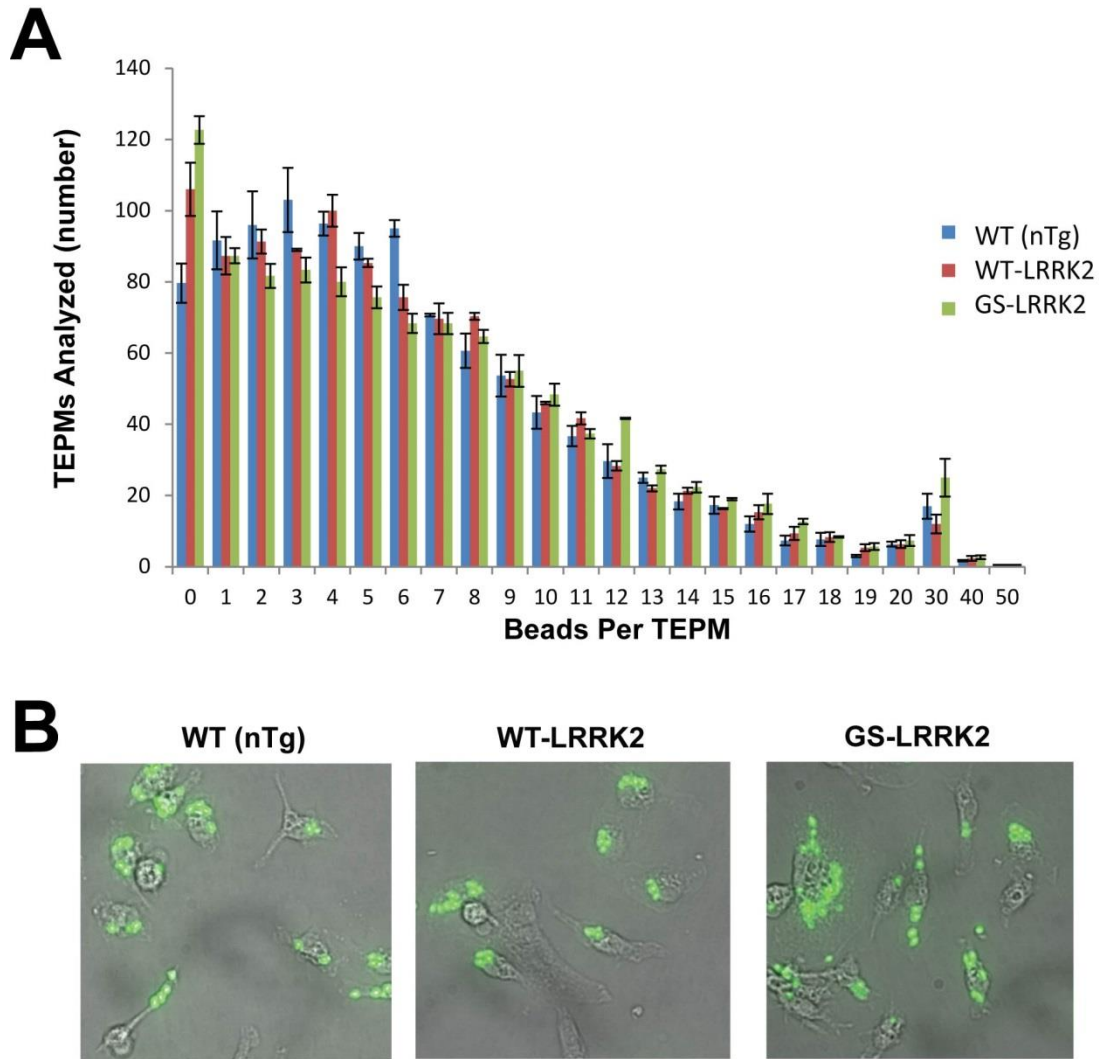 A
140
120
100
80
60
40
20
0
TEPMs Analyzed (number)
WT (nTg)
WT-LRRK2
GS-LRRK2
0 1 2 3 4 5 6 7 8 9 10 11 12 13 14 15 16 17 18 19 20 30 40 50
Beads Per TEPM
B
WT (nTg) WT-LRRK2 GS-LRRK2